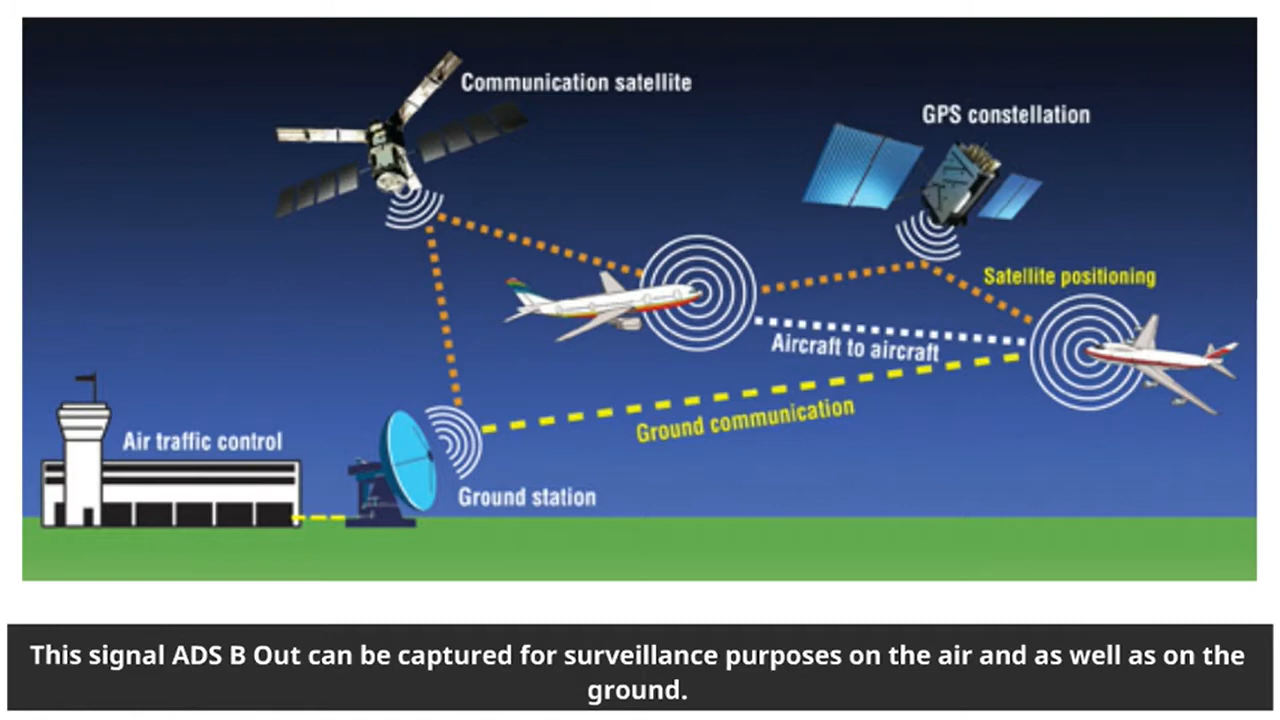 Communication satellite
GPS constellation
Satellite positioning
Aircraft to aircraft
Ground communication
Air traffic control
Ground station
This signal ADS B Out can be captured for surveillance purposes on the air and as well as on the
ground.